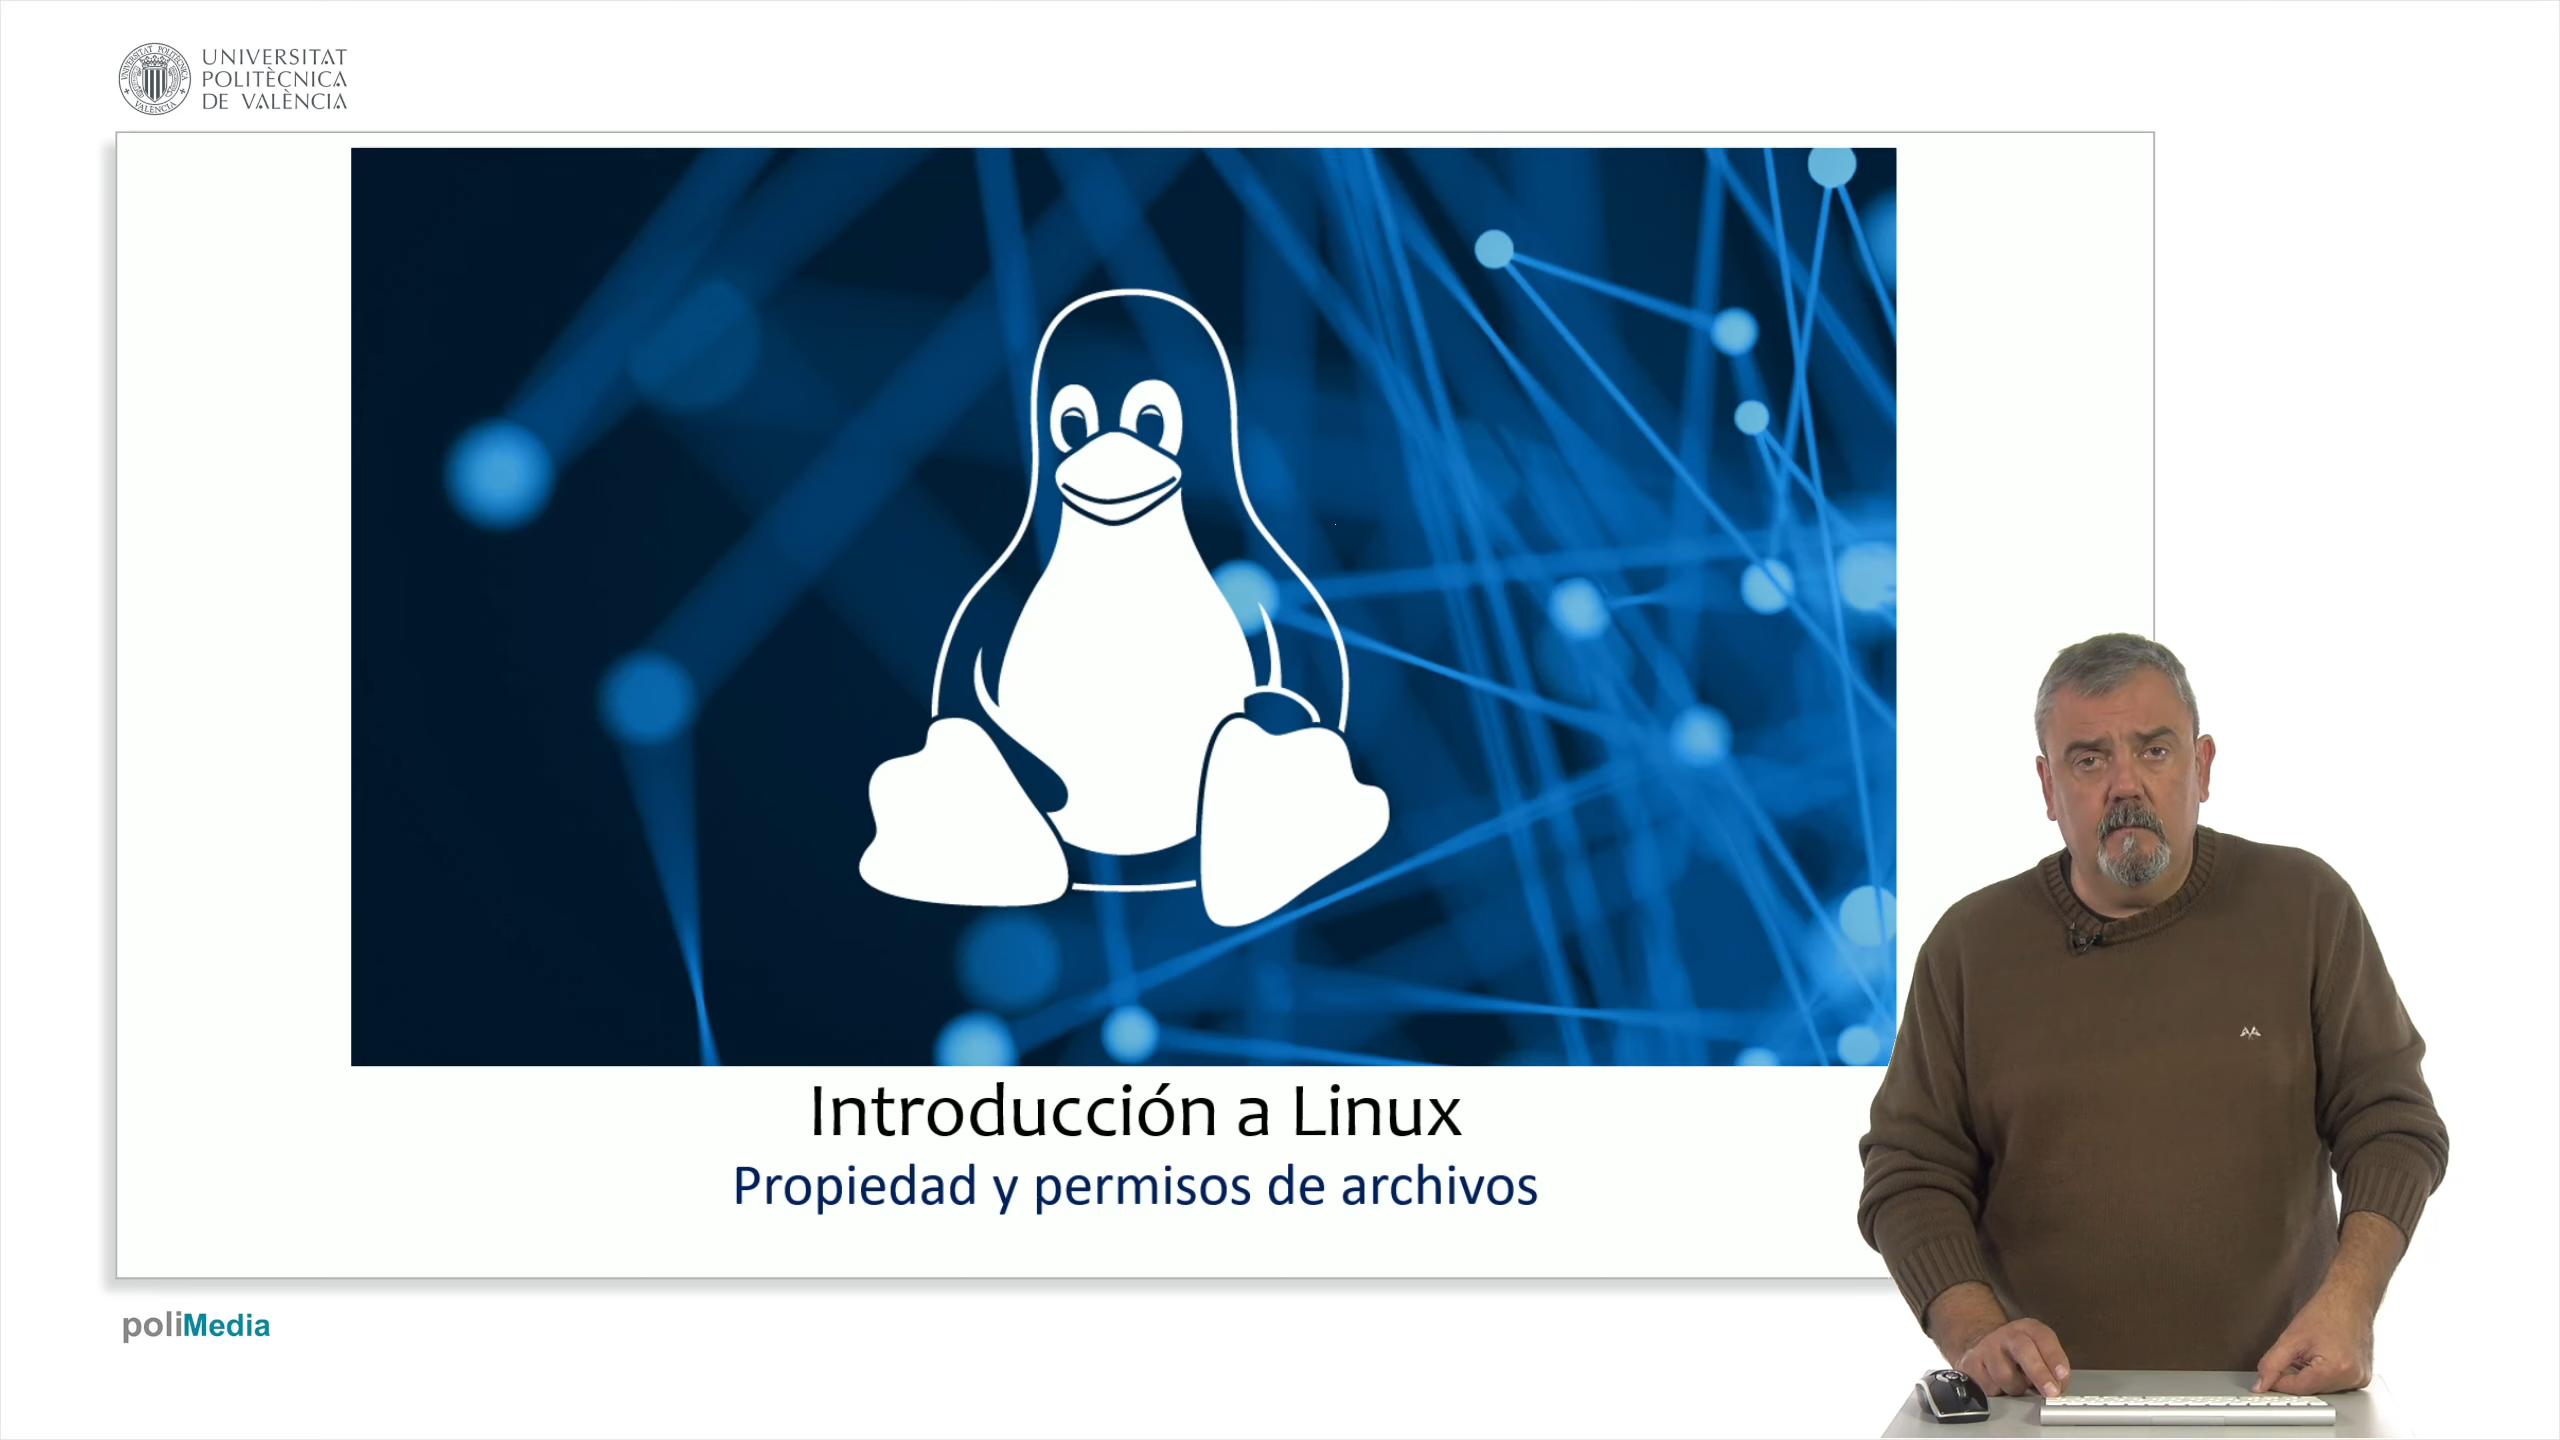 UNIVERSITAT
POLITÈCNICA
DE VALÈNCIA
Introducción a Linux
Propiedad y permisos de archivos
poliMedia